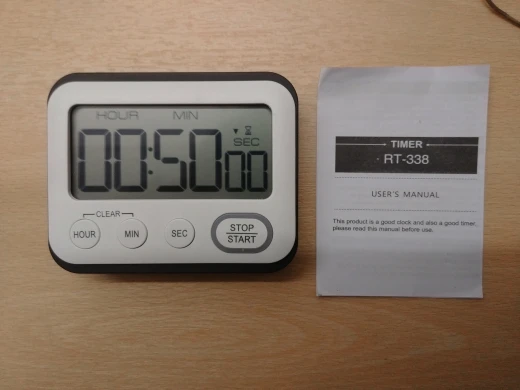 HOUR MIN
SEC
00:50 00
CLEAR
HOUR MIN SEC
STOP
START
TIMER
RT-338
USER'S MANUAL
This product is a good clock and also a good timer,
please read this manual before use.